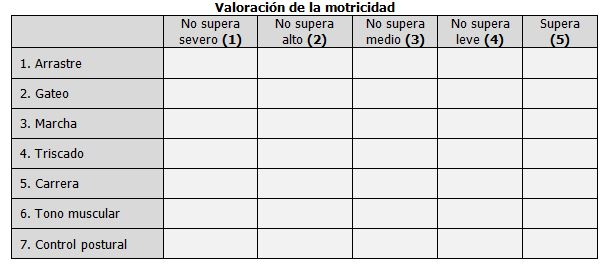 Valoración de la motricidad
No supera severo (1) No supera alto (2) No supera medio (3) No supera leve (4) Supera (5)
1. Arrastre
2. Gateo
3. Marcha
4. Triscado
5. Carrera
6. Tono muscular
7. Control postural